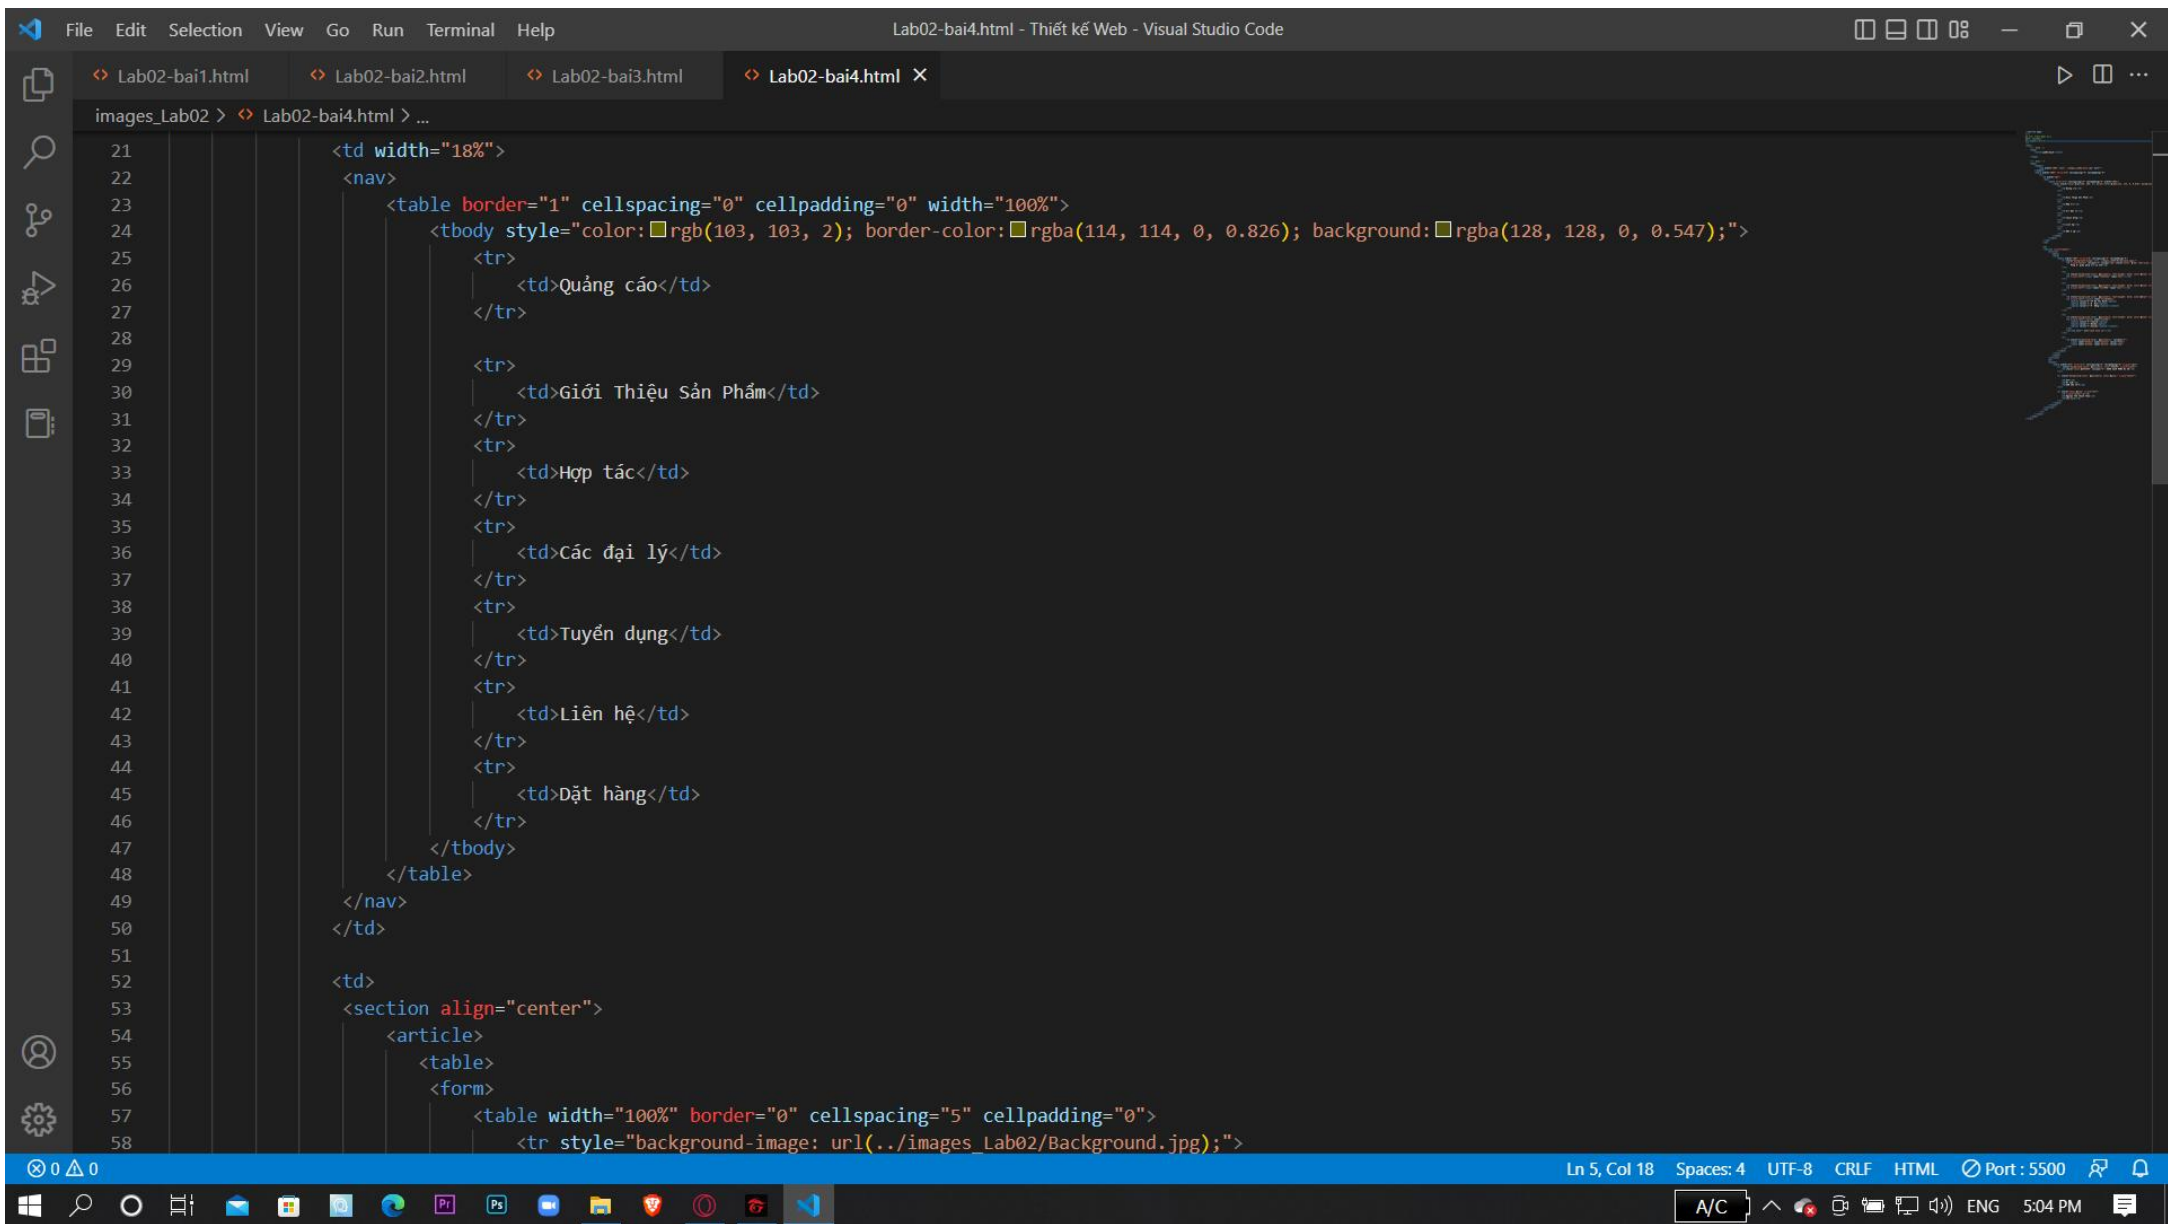 File Edit Selection View Go Run Terminal Help Lab02-bai4.html - Thiết kế Web - Visual Studio Code
Lab02-bai1.html Lab02-bai2.html Lab02-bai3.html Lab02-bai4.html
images_Lab02 > Lab02-bai4.html > ...
21 <td width="18%">
22 <nav>
23 <table border="1" cellspacing="0" cellpadding="0" width="100%">
24 <tbody style="color:rgb(103, 103, 2); border-color:rgba(114, 114, 0, 0.826); background:rgba(128, 128, 0, 0.547);">
25 <tr>
26 <td>Quảng cáo</td>
27 </tr>
28
29 <tr>
30 <td>Giới Thiệu Sản Phẩm</td>
31 </tr>
32 <tr>
33 <td>Hợp tác</td>
34 </tr>
35 <tr>
36 <td>Các đại lý</td>
37 </tr>
38 <tr>
39 <td>Tuyển dụng</td>
40 </tr>
41 <tr>
42 <td>Liên hệ</td>
43 </tr>
44 <tr>
45 <td>Dặt hàng</td>
46 </tr>
47 </tbody>
48 </table>
49 </nav>
50 </td>
51
52 <td>
53 <section align="center">
54 <article>
55 <table>
56 <form>
57 <table width="100%" border="0" cellspacing="5" cellpadding="0">
58 <tr style="background-image: url(../images_Lab02/Background.jpg);">
0 0 Ln 5, Col 18 Spaces: 4 UTF-8 CRLF HTML Port : 5500
Pr Ps A/C ENG 5:04 PM